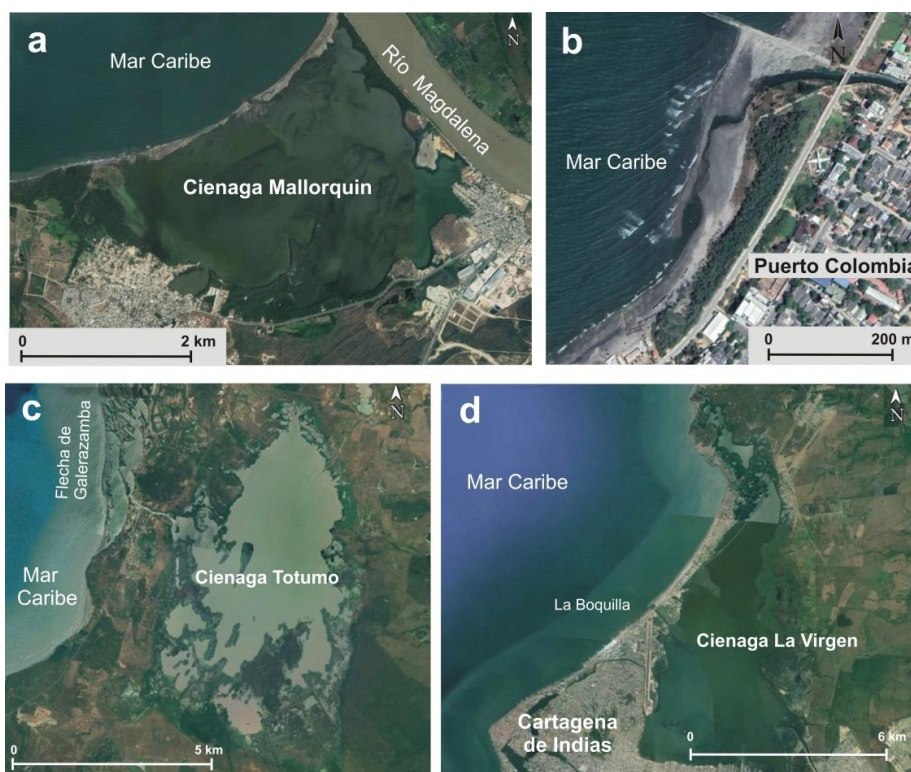 a
N
Mar Caribe
Río Magdalena
Cienaga Mallorquin
0 2 km
b
N
Mar Caribe
Puerto Colombia
0 200 m
c
N
Flecha de
Galerazamba
Cienaga Totumo
Mar
Caribe
0 5 km
d
N
Mar Caribe
La Boquilla
Cienaga La Virgen
Cartagena
de Indias
0 6 km